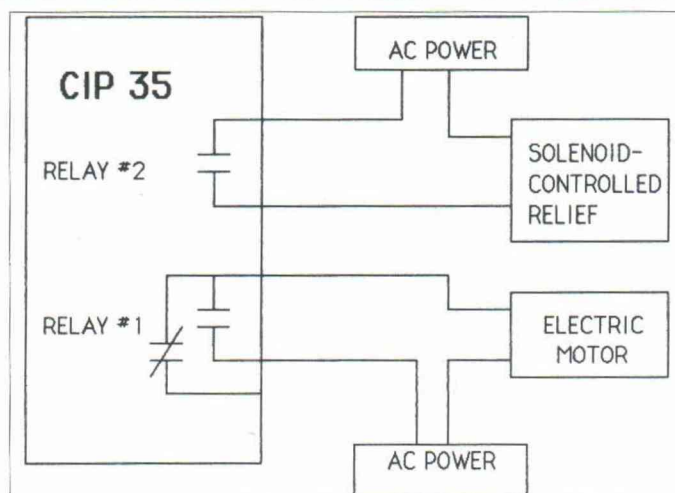 AC POWER
CIP 35
RELAY #2
SOLENOID-
CONTROLLED
RELIEF
RELAY #1
ELECTRIC
MOTOR
AC POWER